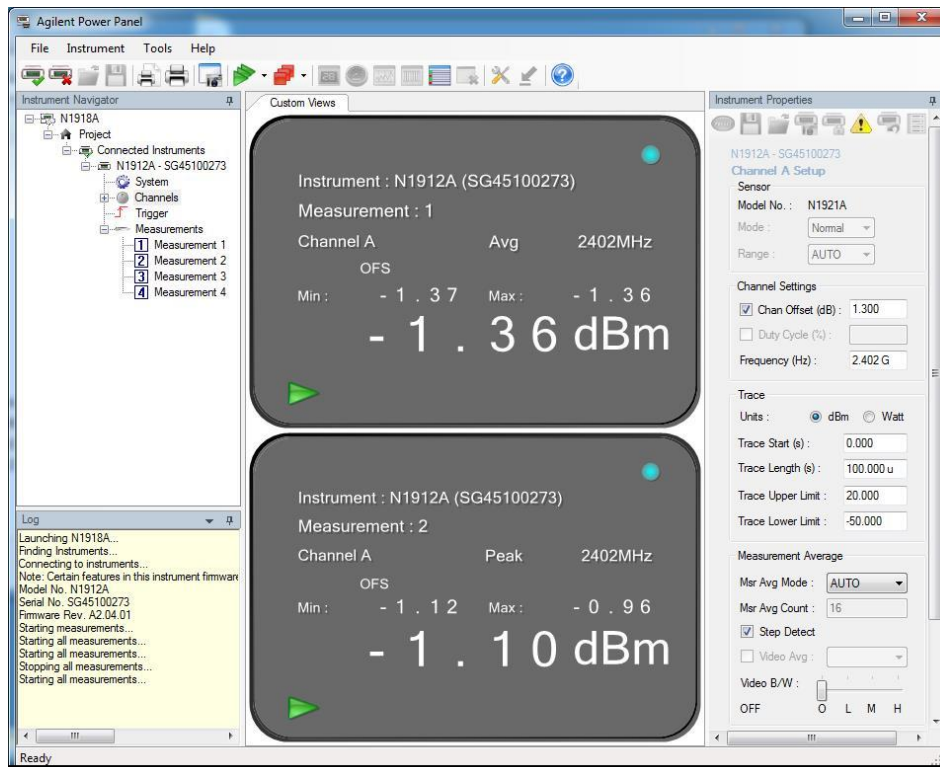 Agilent Power Panel
File Instrument Tools Help
Instrument Navigator
N1918A
Project
Connected Instruments
N1912A - SG45100273
System
Channels
Trigger
Measurements
1 Measurement 1
2 Measurement 2
3 Measurement 3
4 Measurement 4
Log
Launching N1918A...
Finding Instruments...
Connecting to instruments...
Note: Certain features in this instrument firmware
Model No. N1912A
Serial No. SG45100273
Firmware Rev. A2.04.01
Starting measurements...
Starting all measurements...
Starting all measurements...
Stopping all measurements...
Starting all measurements...
Custom Views
Instrument : N1912A (SG45100273)
Measurement : 1
Channel A Avg 2402MHz
OFS
Min : - 1 . 3 7 Max : - 1 . 3 6
- 1 . 3 6 dBm
Instrument : N1912A (SG45100273)
Measurement : 2
Channel A Peak 2402MHz
OFS
Min : - 1 . 1 2 Max : - 0 . 9 6
- 1 . 1 0 dBm
Instrument Properties
N1912A - SG45100273
Channel A Setup
Sensor
Model No. : N1921A
Mode : Normal
Range : AUTO
Channel Settings
Chan Offset (dB) : 1.300
Duty Cycle (%) :
Frequency (Hz) : 2.402 G
Trace
Units : dBm Watt
Trace Start (s) : 0.000
Trace Length (s) : 100.000 u
Trace Upper Limit : 20.000
Trace Lower Limit : -50.000
Measurement Average
Msr Avg Mode : AUTO
Msr Avg Count : 16
Step Detect
Video Avg :
Video B/W :
OFF O L M H
Ready